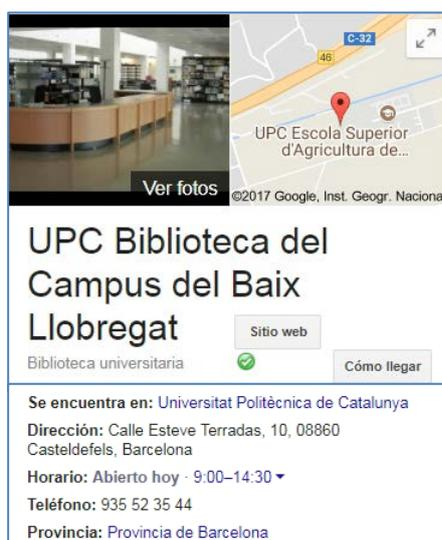 C-32
46
UPC Escola Superior
d'Agricultura de...
Ver fotos
©2017 Google, Inst. Geogr. Naciona
UPC Biblioteca del
Campus del Baix
Llobregat
Sitio web
Biblioteca universitaria
Cómo llegar
Se encuentra en: Universitat Politècnica de Catalunya
Dirección: Calle Esteve Terradas, 10, 08860
Casteldefels, Barcelona
Horario: Abierto hoy · 9:00–14:30
Teléfono: 935 52 35 44
Provincia: Provincia de Barcelona